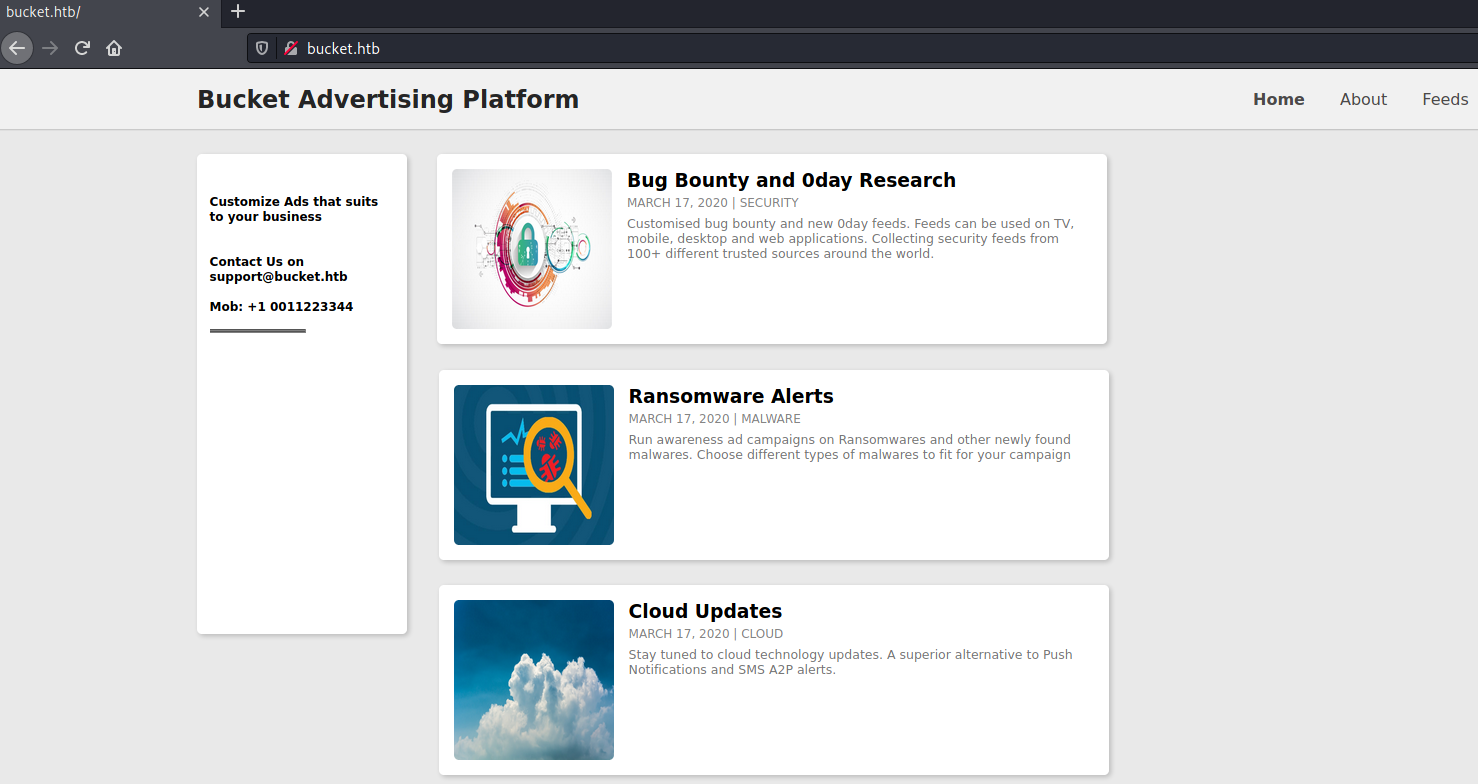 bucket.htb/
bucket.htb
Bucket Advertising Platform
Home About Feeds
Customize Ads that suits
to your business
Contact Us on
support@bucket.htb
Mob: +1 0011223344
Bug Bounty and 0day Research
MARCH 17, 2020 | SECURITY
Customised bug bounty and new 0day feeds. Feeds can be used on TV,
mobile, desktop and web applications. Collecting security feeds from
100+ different trusted sources around the world.
Ransomware Alerts
MARCH 17, 2020 | MALWARE
Run awareness ad campaigns on Ransomwares and other newly found
malwares. Choose different types of malwares to fit for your campaign
Cloud Updates
MARCH 17, 2020 | CLOUD
Stay tuned to cloud technology updates. A superior alternative to Push
Notifications and SMS A2P alerts.